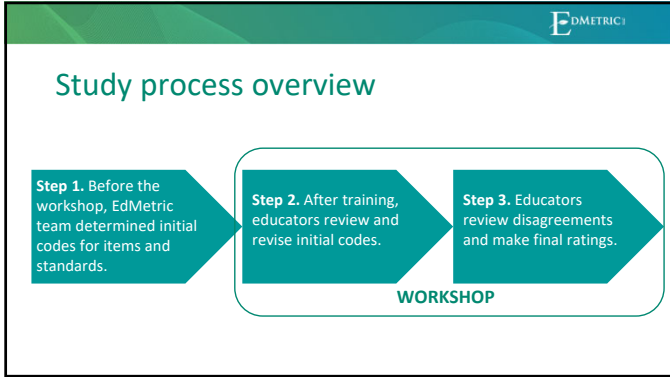 EDMETRIC
Study process overview
Step 1. Before the
workshop, EdMetric
team determined initial
codes for items and
standards.
Step 2. After training,
educators review and
revise initial codes.
Step 3. Educators
review disagreements
and make final ratings.
WORKSHOP